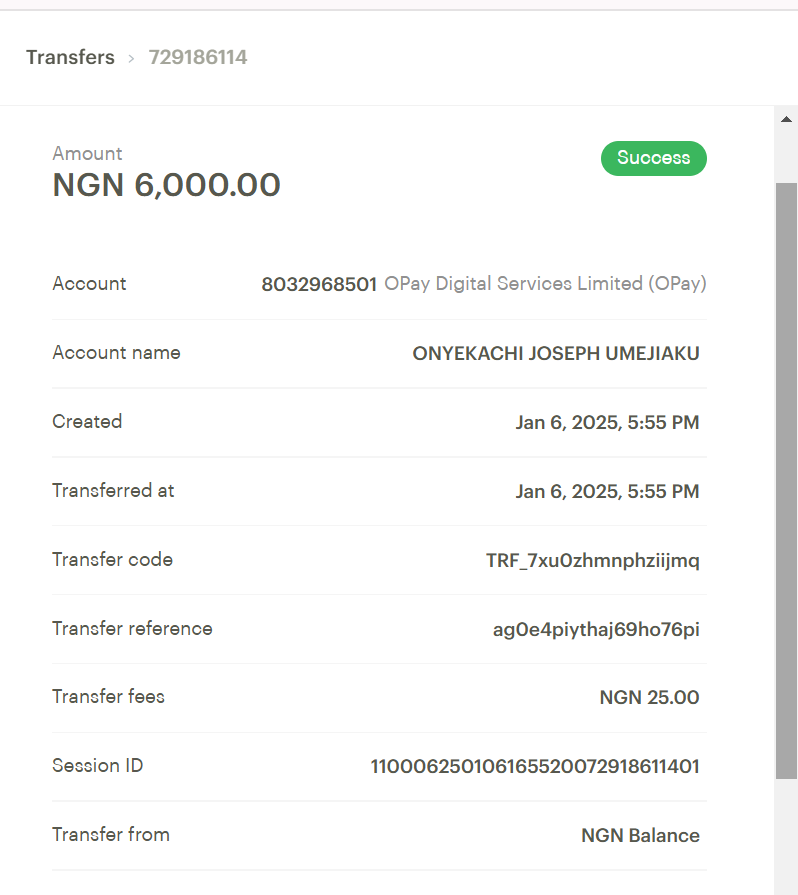 Transfers > 729186114
Amount
Success
NGN 6,000.00
Account 8032968501 OPay Digital Services Limited (OPay)
Account name ONYEKACHI JOSEPH UMEJIAKU
Created Jan 6, 2025, 5:55 PM
Transferred at Jan 6, 2025, 5:55 PM
Transfer code TRF_7xu0zhmnphziijmq
Transfer reference ag0e4piythaj69ho76pi
Transfer fees NGN 25.00
Session ID 110006250106165520072918611401
Transfer from NGN Balance